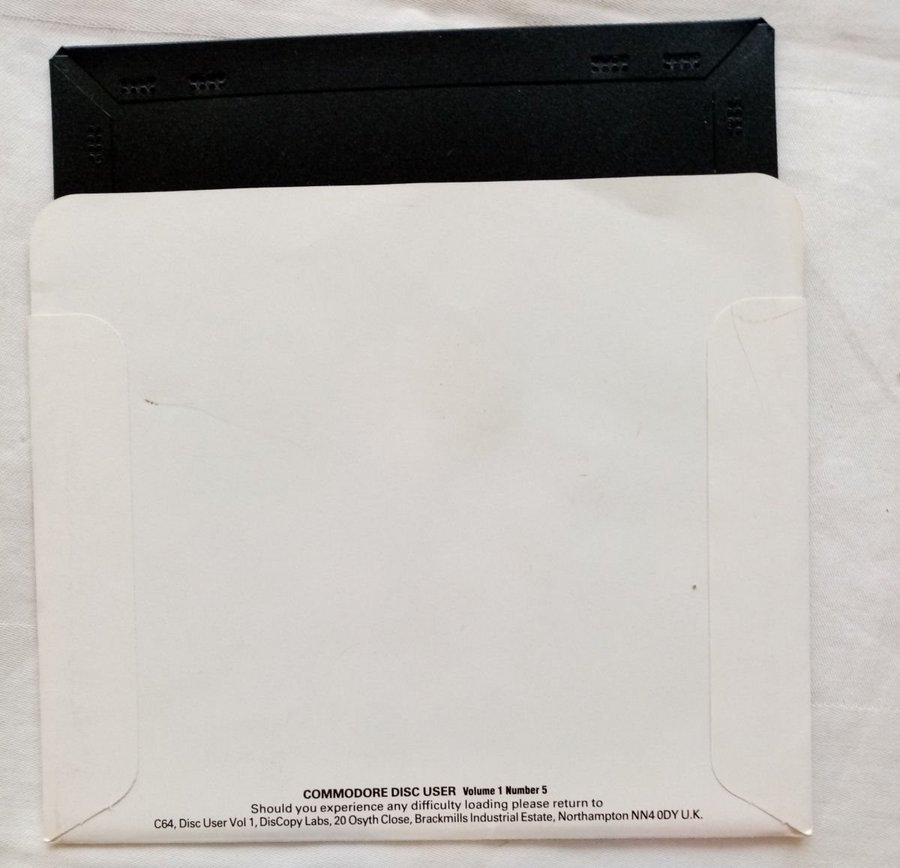 COMMODORE DISC USER Volume 1 Number 5
Should you experience any difficulty loading please return to
C64, Disc User Vol 1, DisCopy Labs, 20 Osyth Close, Brackmills Industrial Estate, Northampton NN4 0DY U.K.